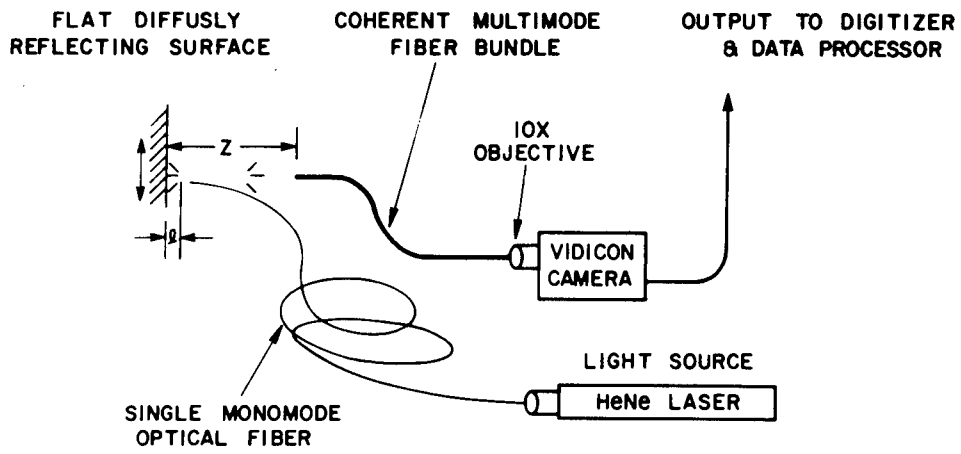 FLAT DIFFUSLY
REFLECTING SURFACE
COHERENT MULTIMODE
FIBER BUNDLE
OUTPUT TO DIGITIZER
& DATA PROCESSOR
Z
10X
OBJECTIVE
ℓ
VIDICON
CAMERA
LIGHT SOURCE
HeNe LASER
SINGLE MONOMODE
OPTICAL FIBER